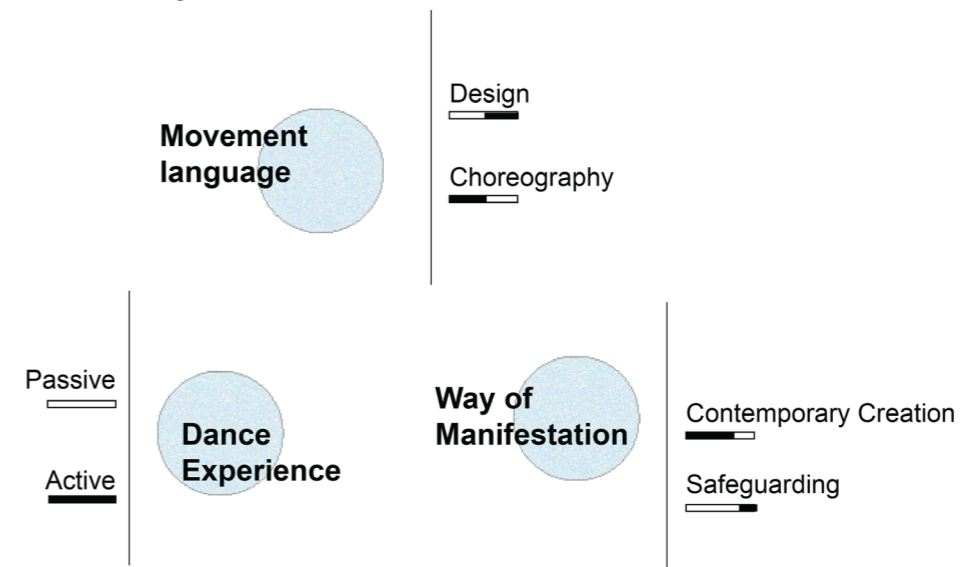 Design
Movement
language
Choreography
Passive
Active
Dance
Experience
Way of
Manifestation
Contemporary Creation
Safeguarding